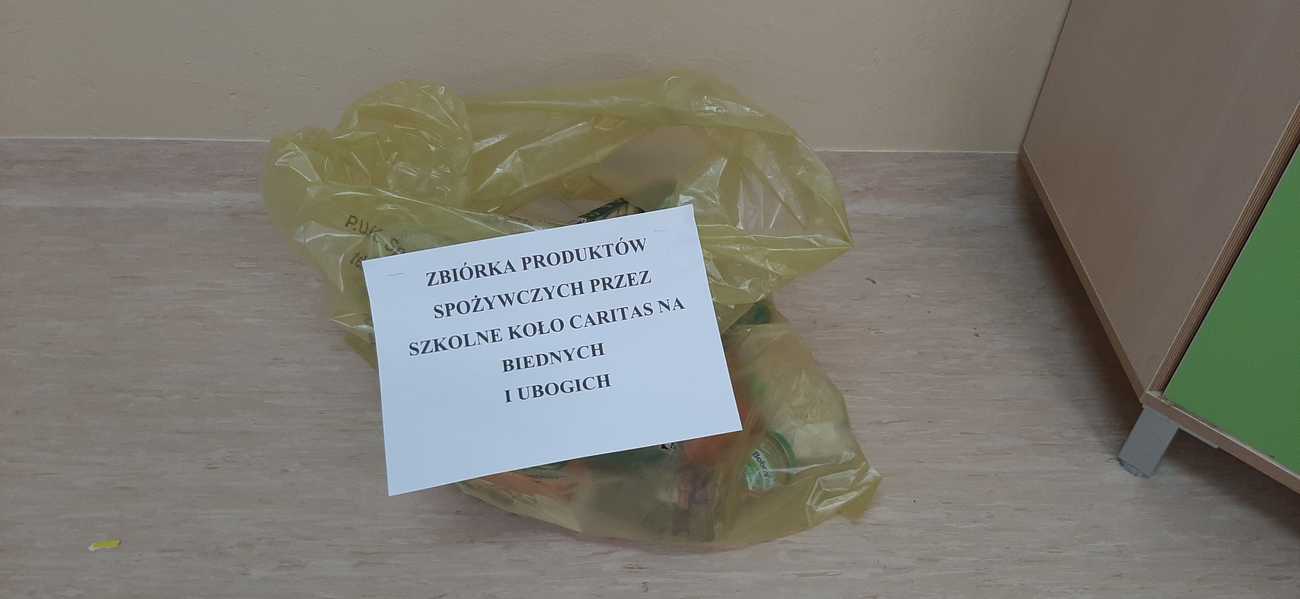 P.U.K. S
ZBIÓRKA PRODUKTÓW
SPOŻYWCZYCH PRZEZ
SZKOLNE KOŁO CARITAS NA
BIEDNYCH
I UBOGICH